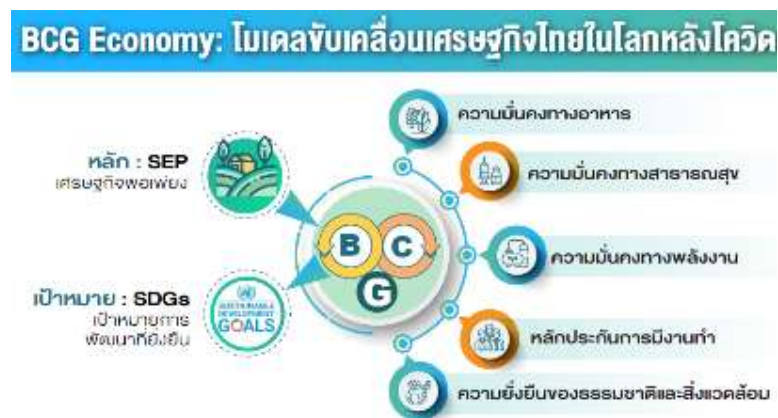 BCG Economy: โมเดลขับเคลื่อนเศรษฐกิจไทยในโลกหลังโควิด
หลัก : SEP
เศรษฐกิจพอเพียง
เป้าหมาย : SDGs
เป้าหมายการ
พัฒนาที่ยั่งยืน
SUSTAINABLE
DEVELOPMENT
GOALS
B C
G
ความมั่นคงทางอาหาร
ความมั่นคงทางสาธารณสุข
ความมั่นคงทางพลังงาน
หลักประกันการมีงานทำ
ความยั่งยืนของธรรมชาติและสิ่งแวดล้อม